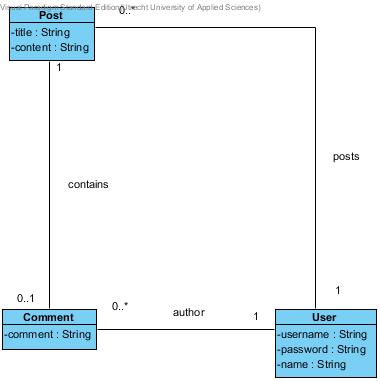 Visual Paradigm Standard Edition(Utrecht University of Applied Sciences)
Post
0..*
-title : String
-content : String
1
posts
contains
1
0..1
0..*
author
1
Comment
User
-comment : String
-username : String
-password : String
-name : String